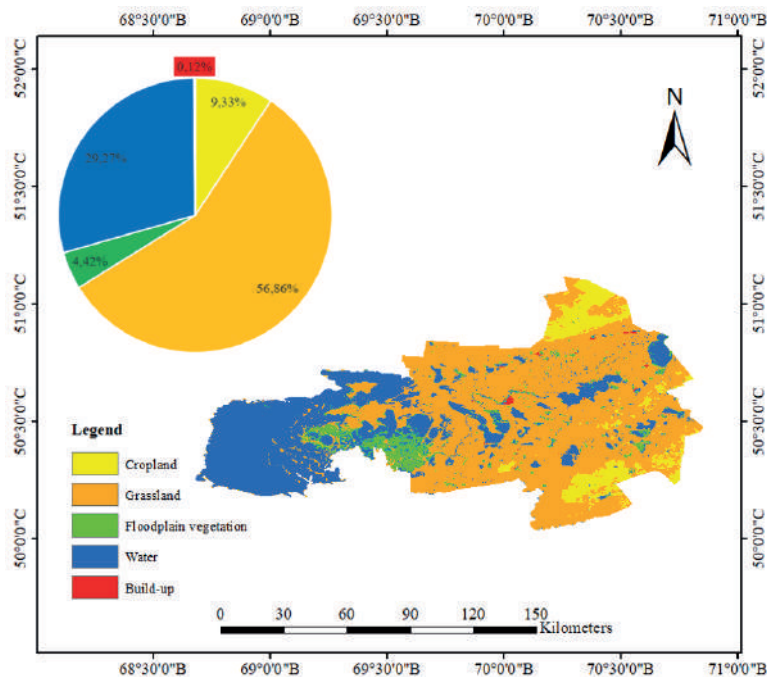 68°30'0"B 69°0'0"B 69°30'0"B 70°0'0"B 70°30'0"B 71°0'0"B
52°0'0"C
51°30'0"C
51°0'0"C
50°30'0"C
50°0'0"C
0,12%
9,33%
29,27%
4,42%
56,86%
N
52°0'0"C
51°30'0"C
51°0'0"C
50°30'0"C
50°0'0"C
Legend
Cropland
Grassland
Floodplain vegetation
Water
Build-up
0 30 60 90 120 150
Kilometers
68°30'0"B 69°0'0"B 69°30'0"B 70°0'0"B 70°30'0"B 71°0'0"B